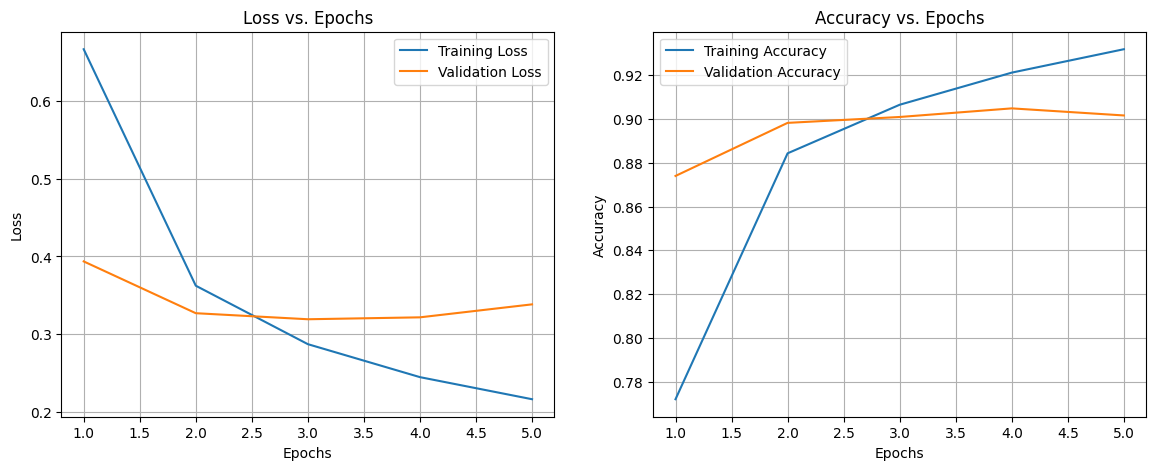 Loss vs. Epochs
Training Loss
Validation Loss
0.6
0.5
0.4
0.3
0.2
Loss
1.0 1.5 2.0 2.5 3.0 3.5 4.0 4.5 5.0
Epochs
Accuracy vs. Epochs
Training Accuracy
Validation Accuracy
0.92
0.90
0.88
0.86
0.84
0.82
0.80
0.78
Accuracy
1.0 1.5 2.0 2.5 3.0 3.5 4.0 4.5 5.0
Epochs